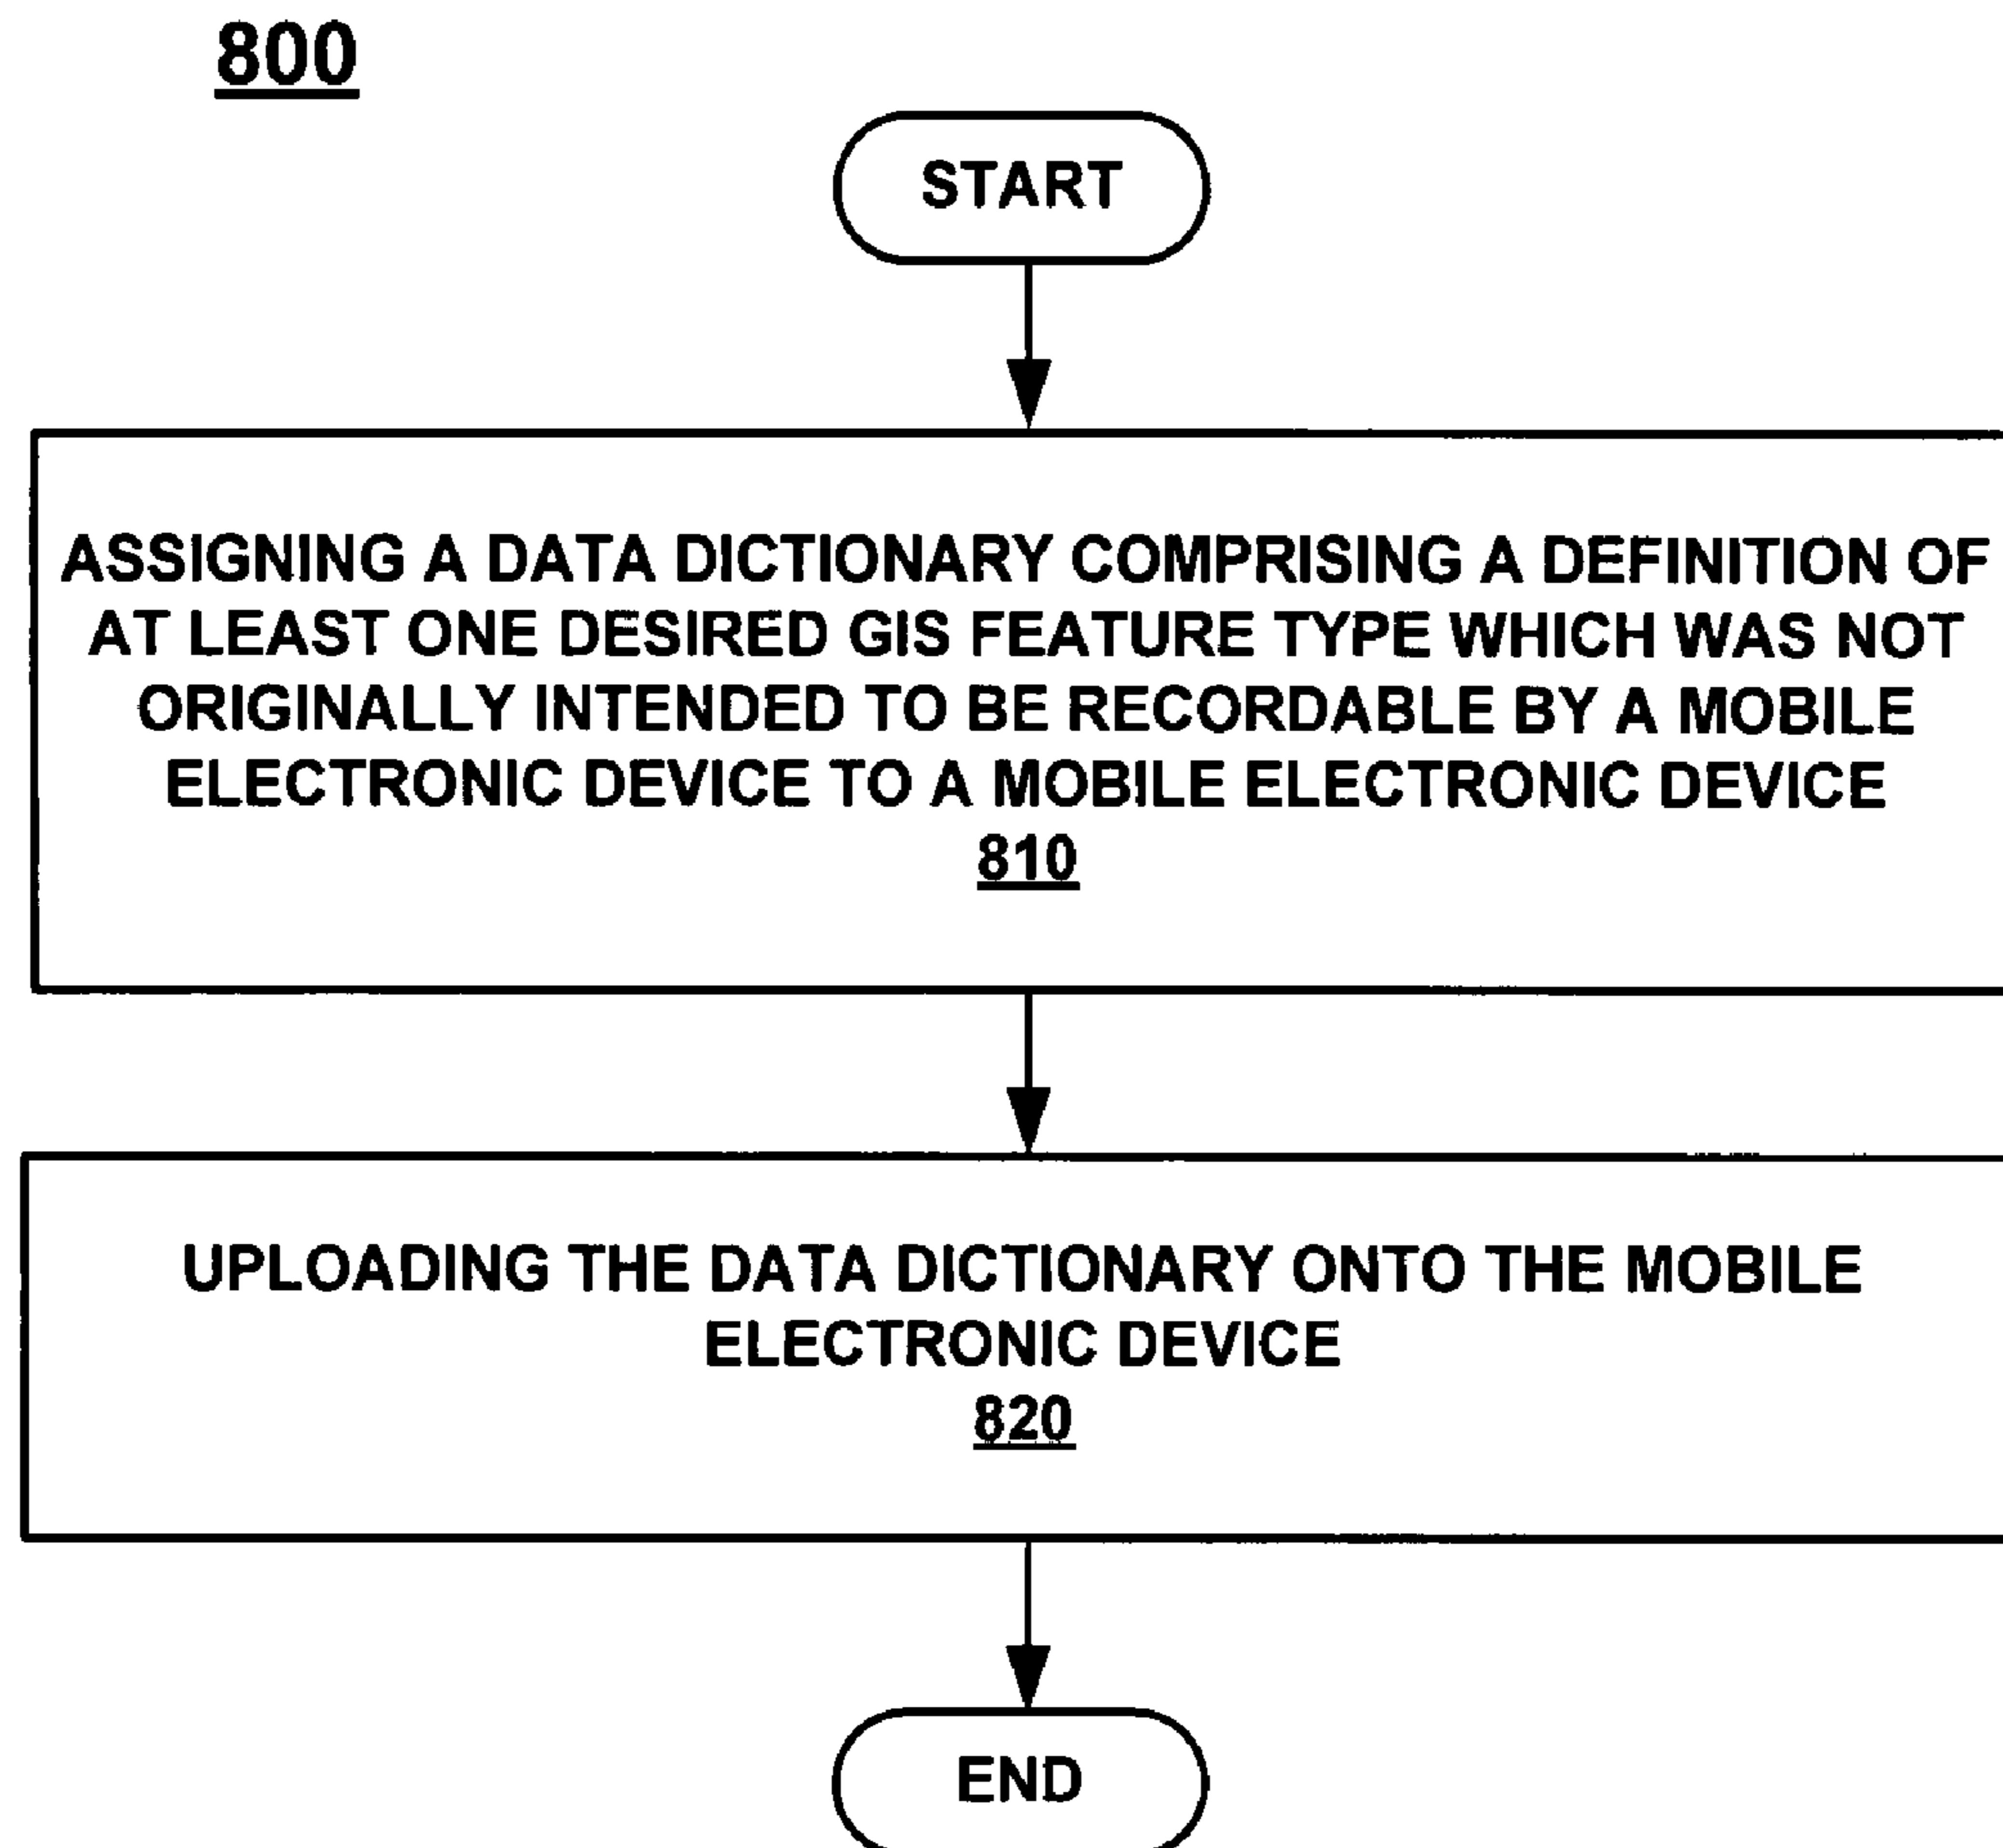 800
START
ASSIGNING A DATA DICTIONARY COMPRISING A DEFINITION OF
AT LEAST ONE DESIRED GIS FEATURE TYPE WHICH WAS NOT
ORIGINALLY INTENDED TO BE RECORDABLE BY A MOBILE
ELECTRONIC DEVICE TO A MOBILE ELECTRONIC DEVICE
810
UPLOADING THE DATA DICTIONARY ONTO THE MOBILE
ELECTRONIC DEVICE
820
END